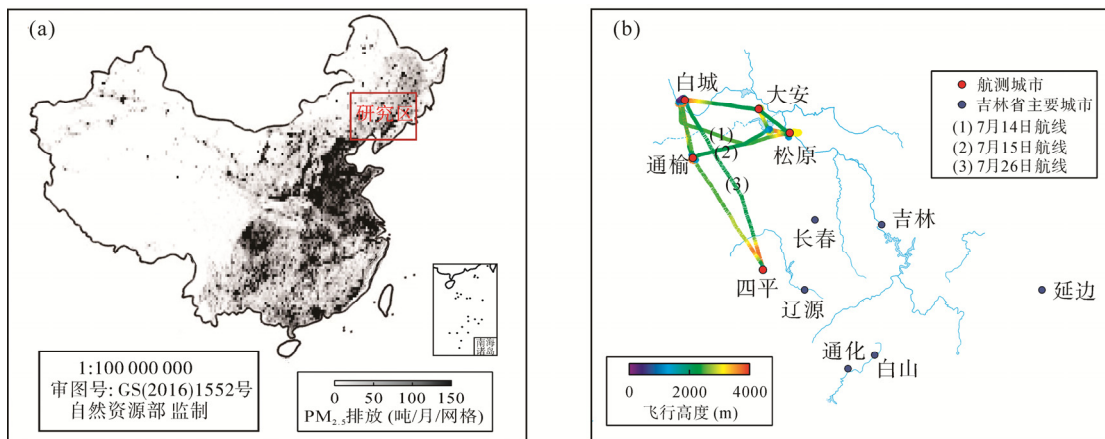 (a)
研究区
南海
诸岛
1:100 000 000
审图号: GS(2016)1552号
自然资源部 监制
0 50 100 150
PM2.5排放 (吨/月/网格)
(b)
白城
大安
松原
通榆
(1)
(2)
(3)
长春
吉林
四平
辽源
延边
通化
白山
航测城市
吉林省主要城市
(1) 7月14日航线
(2) 7月15日航线
(3) 7月26日航线
0 2000 4000
飞行高度 (m)